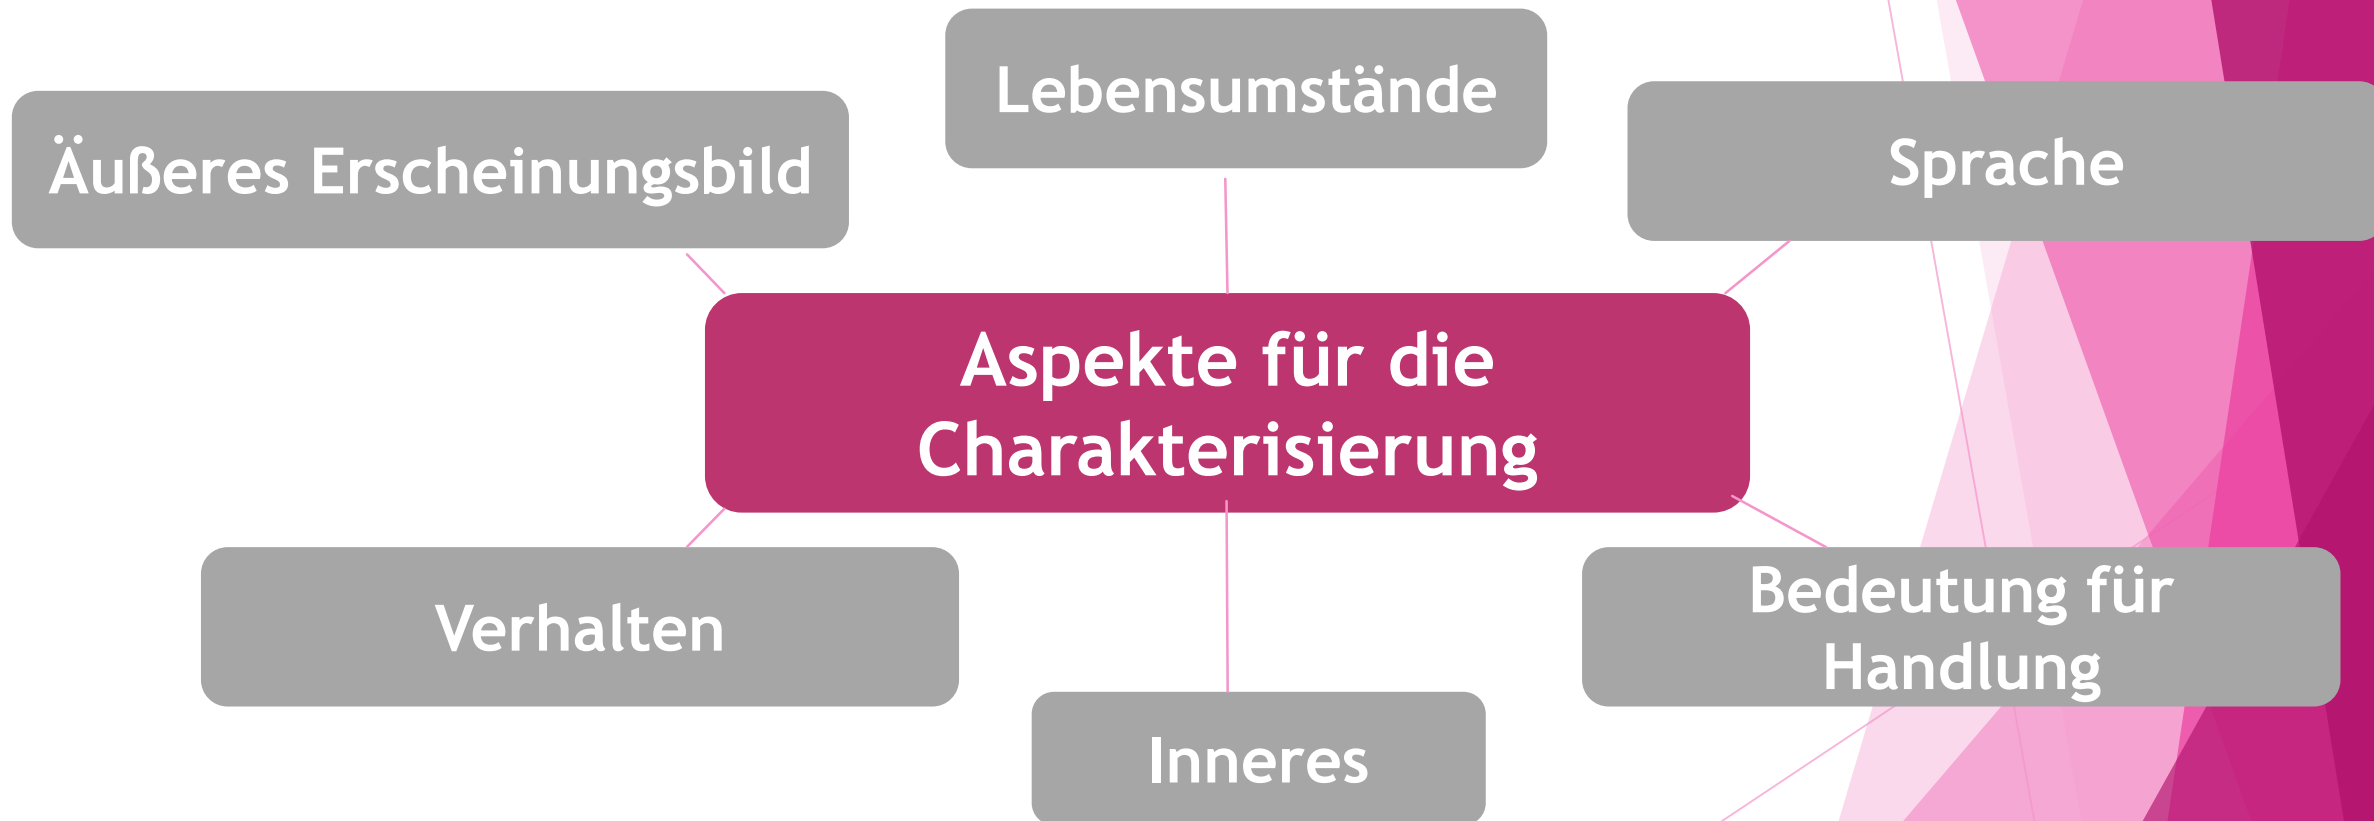 Lebensumstände
Äußeres Erscheinungsbild
Sprache
Aspekte für die
Charakterisierung
Verhalten
Bedeutung für
Handlung
Inneres